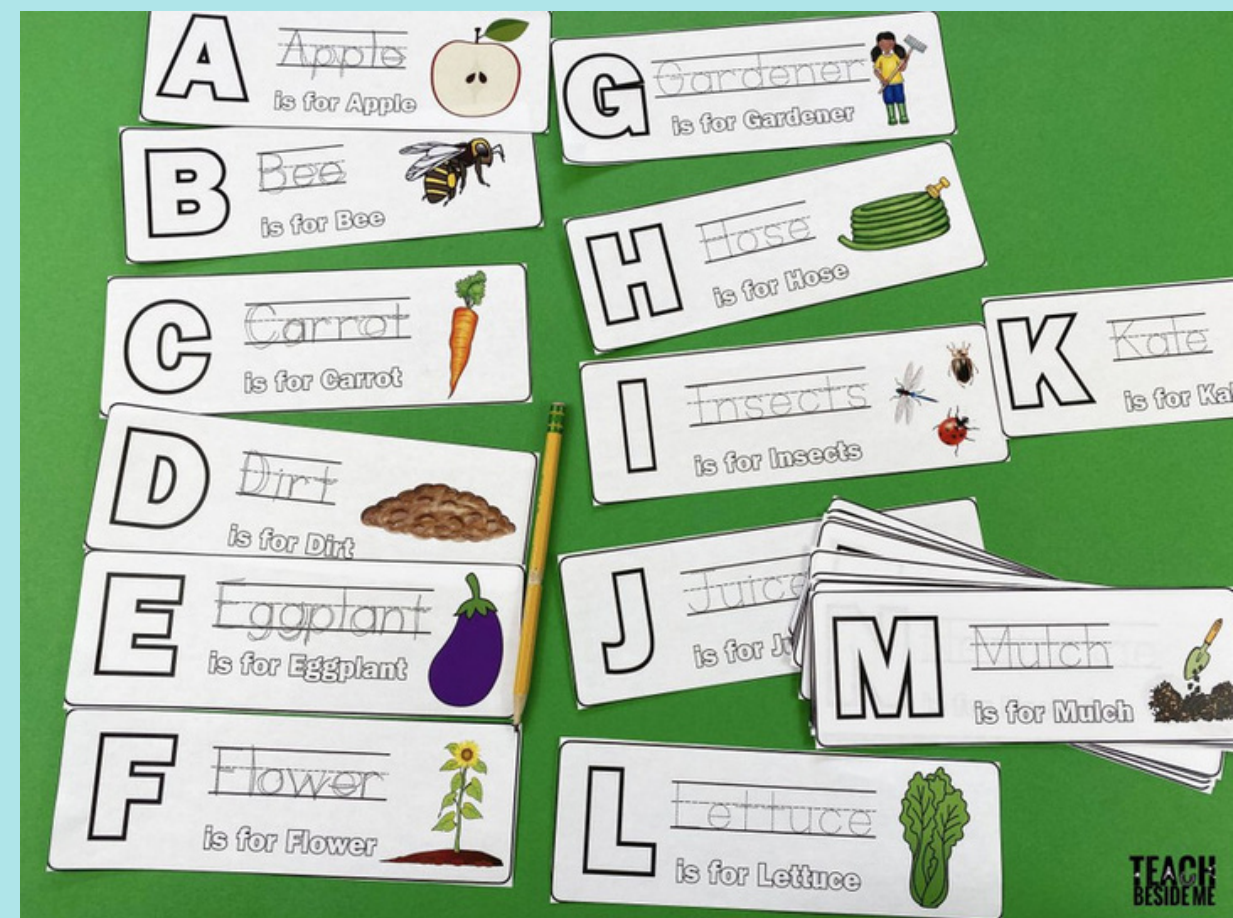 A
Apple
is for Apple
B
Bee
is for Bee
C
Carrot
is for Carrot
D
Dirt
is for Dirt
E
Eggplant
is for Eggplant
F
Flower
is for Flower
G
Gardener
is for Gardener
H
Hose
is for Hose
I
Insects
is for Insects
J
Juice
is for
K
Kale
is for
L
Lettuce
is for Lettuce
M
Mulch
is for Mulch
TEACH
BESIDE ME